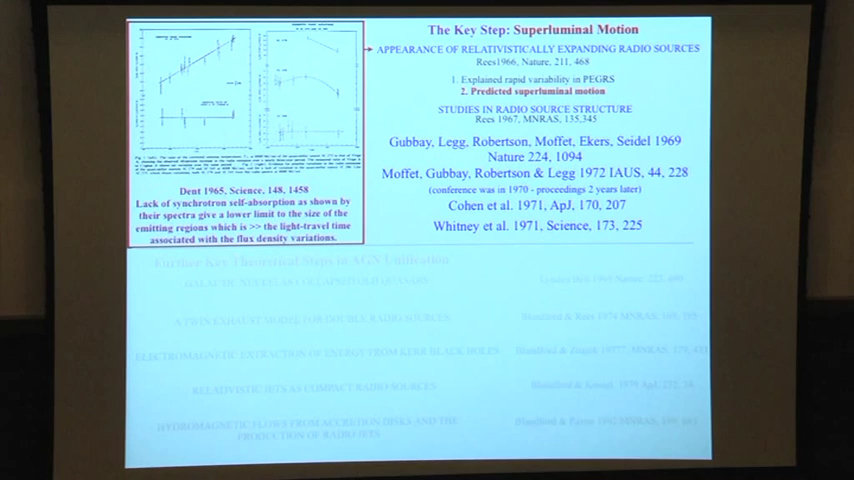 The Key Step: Superluminal Motion
APPEARANCE OF RELATIVISTICALLY EXPANDING RADIO SOURCES
Rees1966, Nature, 211, 468
1. Explained rapid variability in PEGRS
2. Predicted superluminal motion
STUDIES IN RADIO SOURCE STRUCTURE
Rees 1967, MNRAS, 135,345
Gubbay, Legg, Robertson, Moffet, Ekers, Seidel 1969
Nature 224, 1094
Moffet, Gubbay, Robertson & Legg 1972 IAUS, 44, 228
(conference was in 1970 - proceedings 2 years later)
Cohen et al. 1971, ApJ, 170, 207
Whitney et al. 1971, Science, 173, 225
Dent 1965, Science, 148, 1458
Lack of synchrotron self-absorption as shown by
their spectra give a lower limit to the size of the
emitting regions which is >> the light-travel time
associated with the flux density variations.
Further Key Theoretical Steps in AGN Unification
GALACTIC NUCLEI AS COLLAPSED OLD QUASARS
Lynden-Bell 1969 Nature, 223, 690
A TWIN EXHAUST MODEL FOR DOUBLE RADIO SOURCES
Blandford & Rees 1974 MNRAS, 169, 395
ELECTROMAGNETIC EXTRACTION OF ENERGY FROM KERR BLACK HOLES
Blandford & Znajek 19777, MNRAS, 179, 433
RELATIVISTIC JETS AS COMPACT RADIO SOURCES
Blandford & Konigl 1979 ApJ, 232, 34
HYDROMAGNETIC FLOWS FROM ACCRETION DISKS AND THE
PRODUCTION OF RADIO JETS
Blandford & Payne 1982 MNRAS, 199, 883